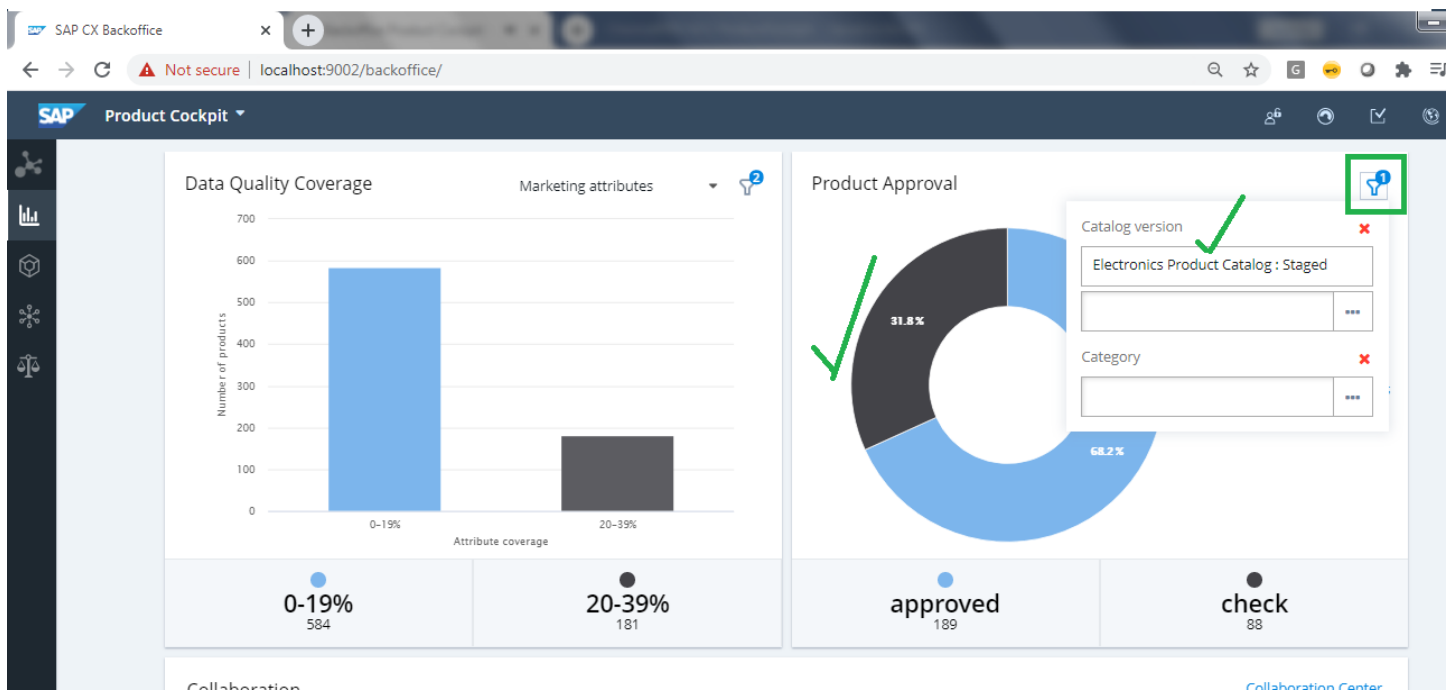 SAP SAP CX Backoffice × +
Not secure | localhost:9002/backoffice/ G
SAP Product Cockpit
Data Quality Coverage
Marketing attributes
2
700
600
500
400
300
200
100
0
Number of products
0–19%
20–39%
Attribute coverage
0-19%
584
20-39%
181
Product Approval
1
Catalog version
Electronics Product Catalog : Staged
Category
31.8%
68.2%
approved
189
check
88
Collaboration
Collaboration Center